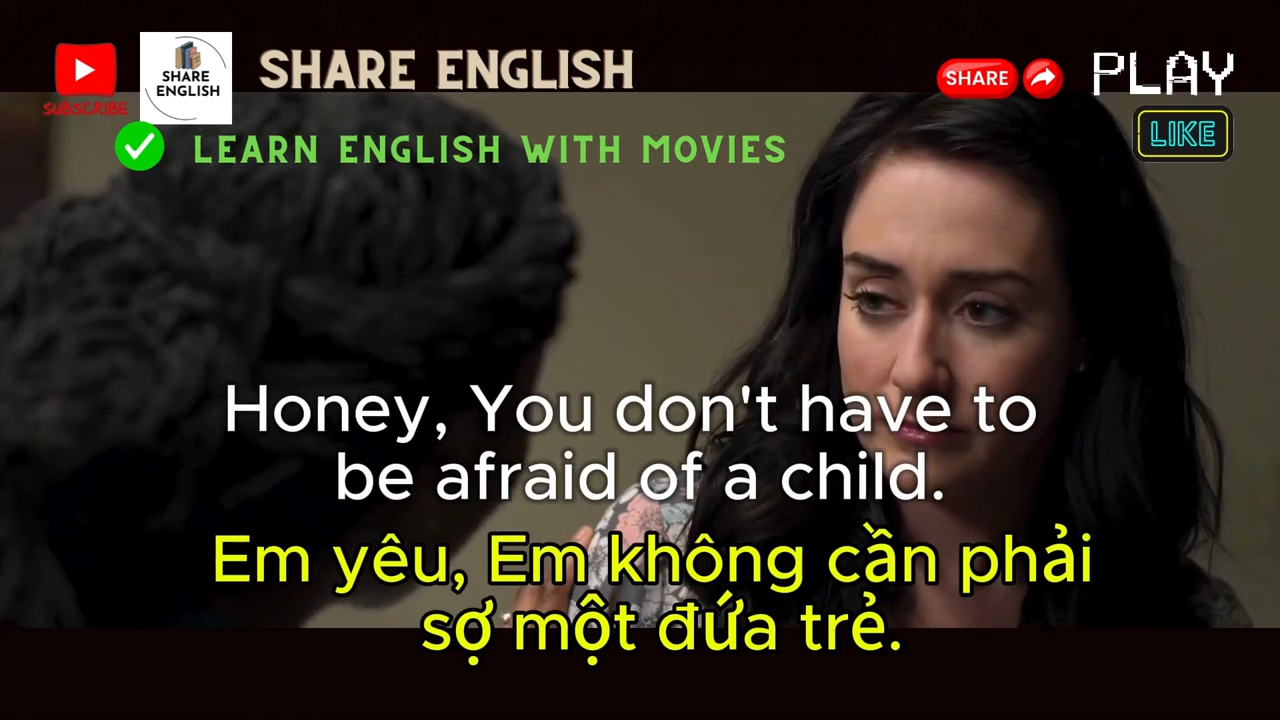 SHARE ENGLISH
SHARE
PLAY
SUBSCRIBE
SHARE
ENGLISH
LIKE
LEARN ENGLISH WITH MOVIES
Honey, You don't have to
be afraid of a child.
Em yêu, Em không cần phải
sợ một đứa trẻ.